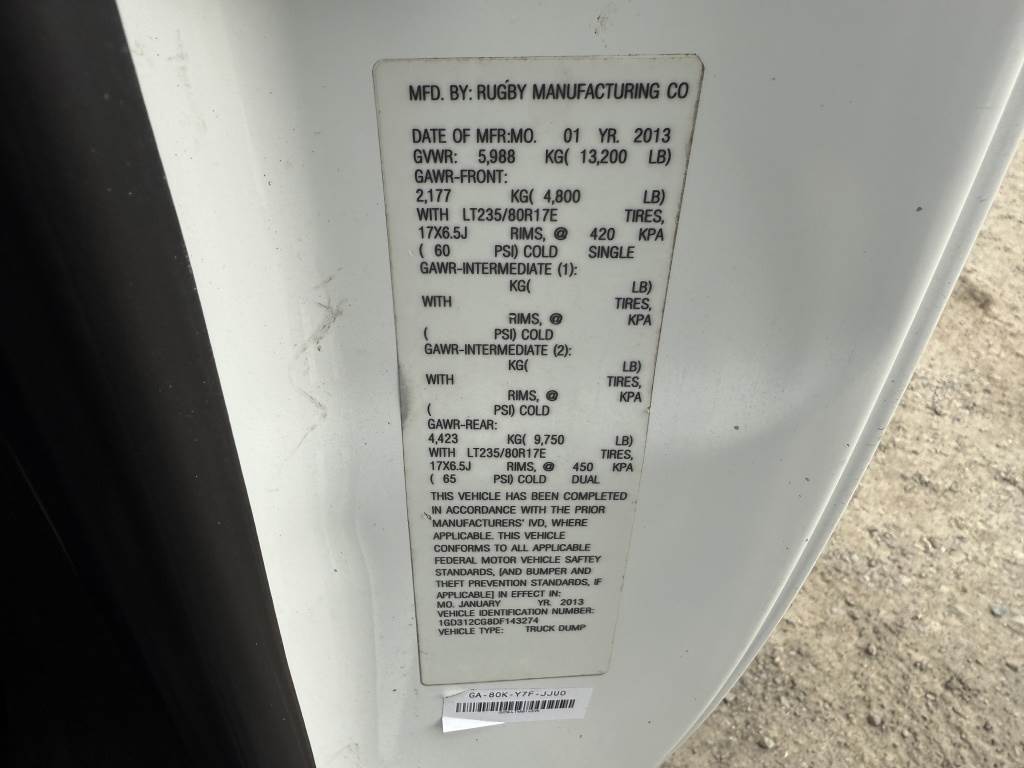 MFD. BY: RUGBY MANUFACTURING CO
DATE OF MFR:MO. 01 YR. 2013
GVWR: 5,988 KG( 13,200 LB)
GAWR-FRONT:
2,177 KG( 4,800 LB)
WITH LT235/80R17E TIRES,
17X6.5J RIMS, @ 420 KPA
( 60 PSI) COLD SINGLE
GAWR-INTERMEDIATE (1):
KG( LB)
WITH TIRES,
RIMS, @ KPA
( PSI) COLD
GAWR-INTERMEDIATE (2):
KG( LB)
WITH TIRES,
RIMS, @ KPA
( PSI) COLD
GAWR-REAR:
4,423 KG( 9,750 LB)
WITH LT235/80R17E TIRES,
17X6.5J RIMS, @ 450 KPA
( 65 PSI) COLD DUAL
THIS VEHICLE HAS BEEN COMPLETED
IN ACCORDANCE WITH THE PRIOR
MANUFACTURERS' IVD, WHERE
APPLICABLE. THIS VEHICLE
CONFORMS TO ALL APPLICABLE
FEDERAL MOTOR VEHICLE SAFTEY
STANDARDS, [AND BUMPER AND
THEFT PREVENTION STANDARDS, IF
APPLICABLE] IN EFFECT IN:
MO. JANUARY YR. 2013
VEHICLE IDENTIFICATION NUMBER:
1GD312CG8DF143274
VEHICLE TYPE: TRUCK DUMP
GA-80K-Y7F-JJU0